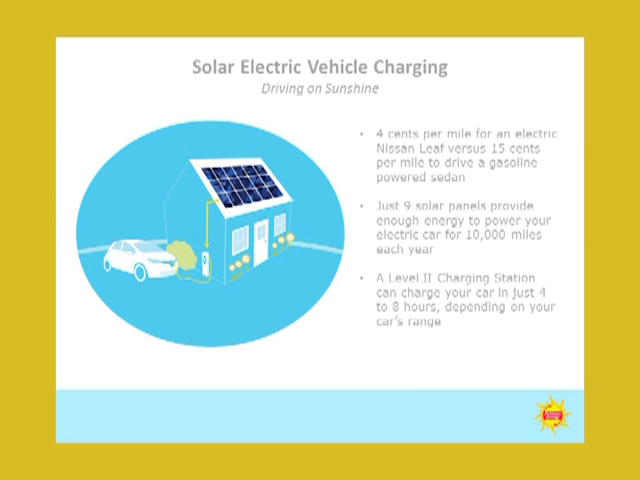 Solar Electric Vehicle Charging
Driving on Sunshine
• 4 cents per mile for an electric
Nissan Leaf versus 15 cents
per mile to drive a gasoline
powered sedan
• Just 9 solar panels provide
enough energy to power your
electric car for 10,000 miles
each year
• A Level II Charging Station
can charge your car in just 4
to 8 hours, depending on your
car's range